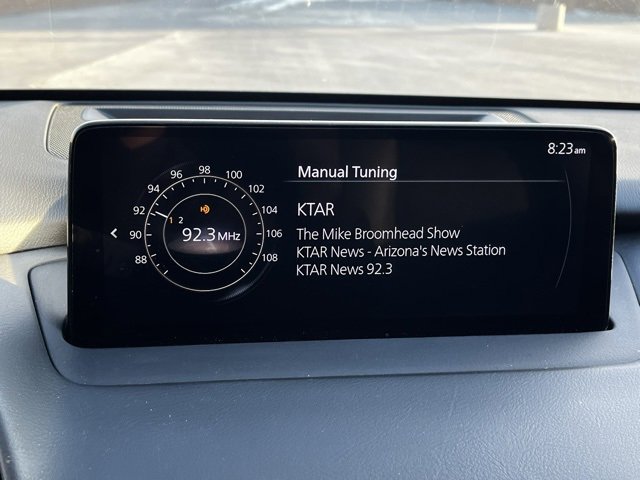 8:23am
Manual Tuning
KTAR
The Mike Broomhead Show
KTAR News - Arizona's News Station
KTAR News 92.3
88
90
92
94
96
98
100
102
104
106
108
1 2
92.3 MHz